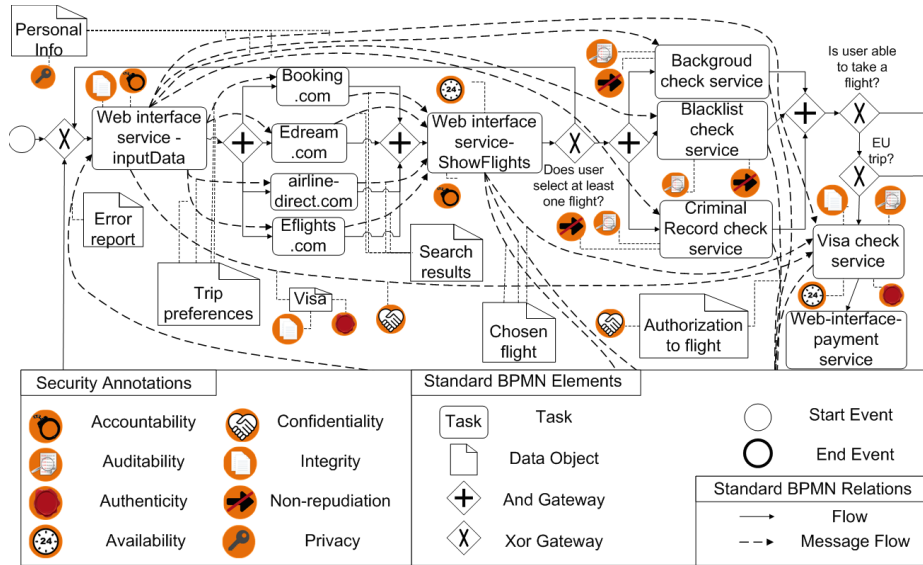 Personal
Info
Booking
.com
Backgroud
check service
Is user able
to take a
flight?
24
Web interface
service -
inputData
X
Edream
.com
Web interface
service-
ShowFlights
X
Blacklist
check
service
X
EU
trip?
X
airline-
direct.com
Does user
select at least
one flight?
Eflights
.com
Criminal
Record check
service
Error
report
Search
results
Visa check
service
Trip
preferences
Visa
24
Chosen
flight
Authorization
to flight
Web-interface-
payment
service
Security Annotations
Accountability
Confidentiality
Auditability
Integrity
Authenticity
Non-repudiation
24
Availability
Privacy
Standard BPMN Elements
Task
Task
Data Object
And Gateway
X
Xor Gateway
Start Event
End Event
Standard BPMN Relations
Flow
Message Flow